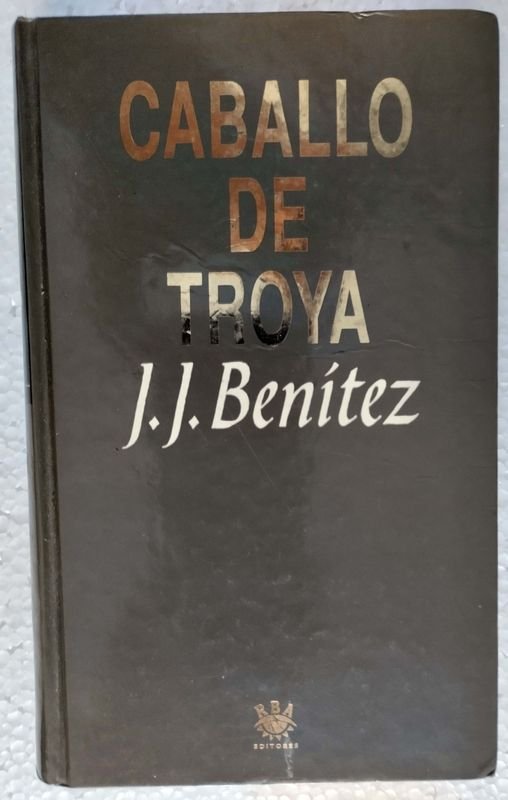 CABALLO
DE
TROYA
J.J. Benítez
RBA
EDITORES